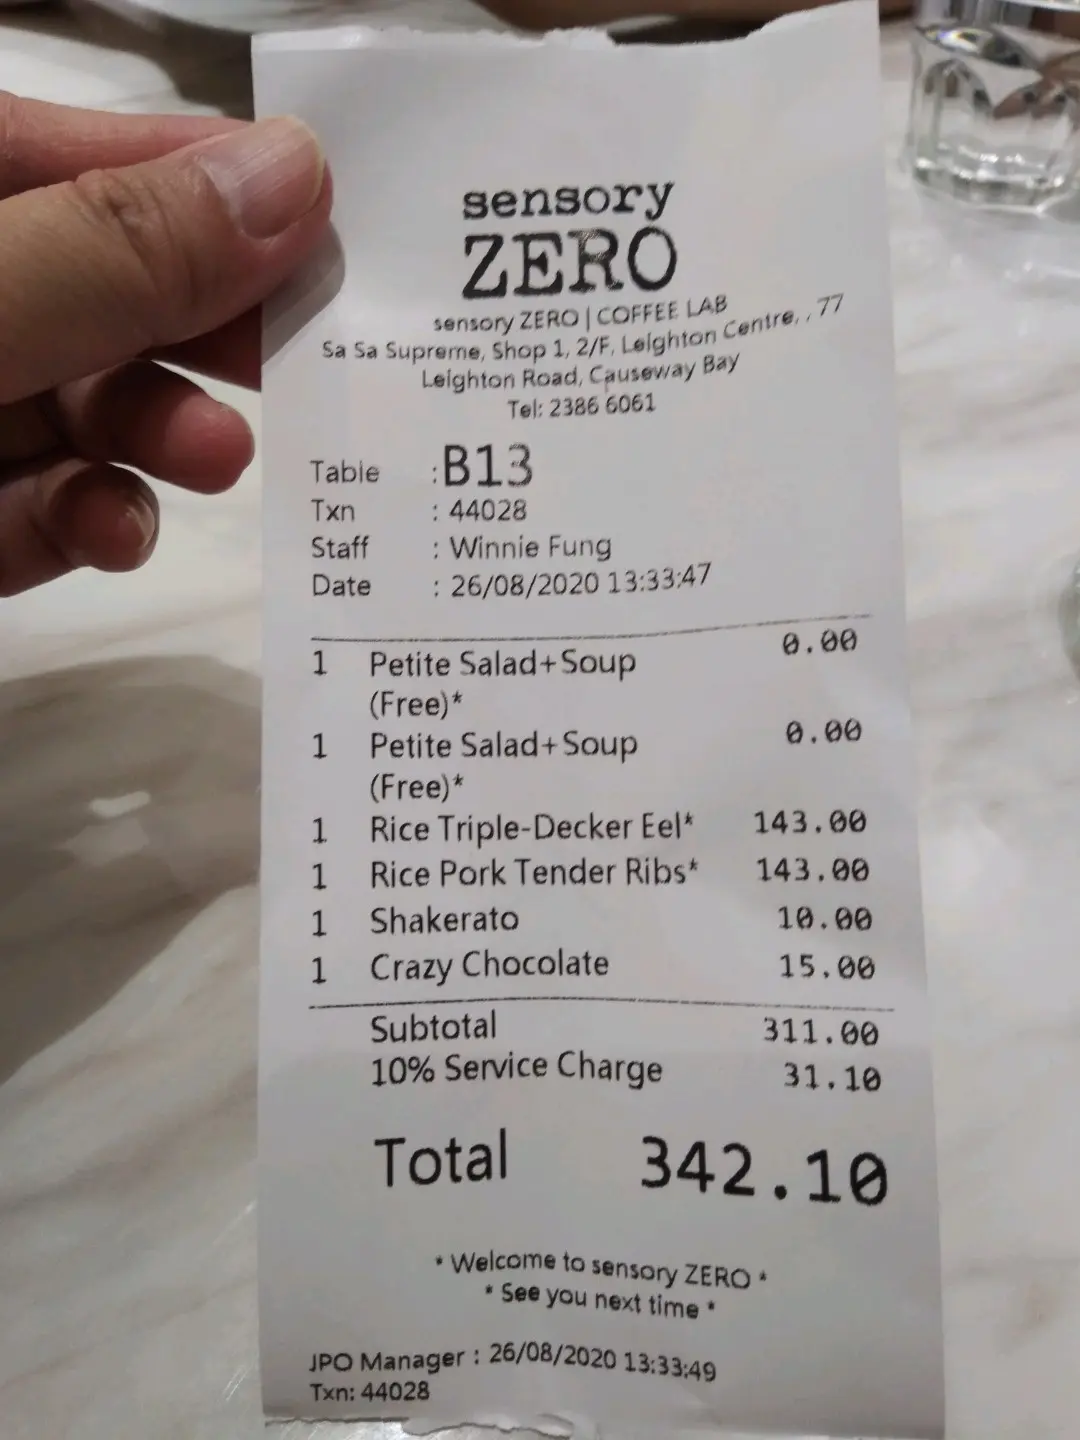 sensory
ZERO
sensory ZERO | COFFEE LAB
Sa Sa Supreme, Shop 1, 2/F, Leighton Centre, , 77
Leighton Road, Causeway Bay
Tel: 2386 6061
Table : B13
Txn : 44028
Staff : Winnie Fung
Date : 26/08/2020 13:33:47
1 Petite Salad+Soup 0.00
(Free)*
1 Petite Salad+Soup 0.00
(Free)*
1 Rice Triple-Decker Eel* 143.00
1 Rice Pork Tender Ribs* 143.00
1 Shakerato 10.00
1 Crazy Chocolate 15.00
Subtotal 311.00
10% Service Charge 31.10
Total 342.10
* Welcome to sensory ZERO *
* See you next time *
JPO Manager : 26/08/2020 13:33:49
Txn: 44028